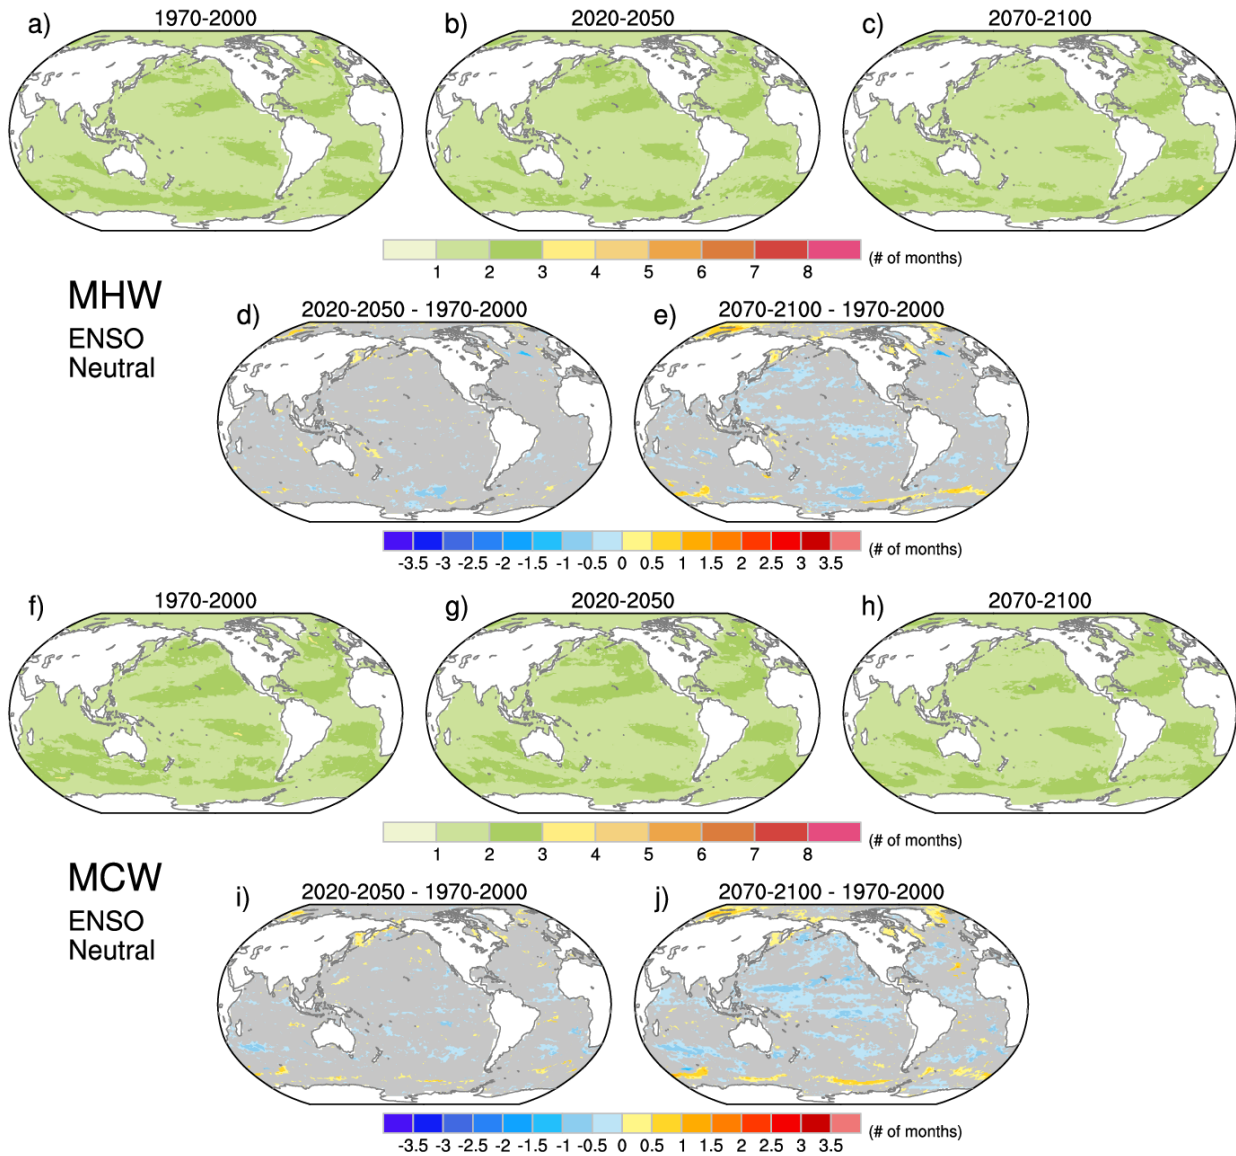 a) 1970-2000
b) 2020-2050
c) 2070-2100
1 2 3 4 5 6 7 8 (# of months)
MHW
ENSO
Neutral
d) 2020-2050 - 1970-2000
e) 2070-2100 - 1970-2000
-3.5 -3 -2.5 -2 -1.5 -1 -0.5 0 0.5 1 1.5 2 2.5 3 3.5 (# of months)
f) 1970-2000
g) 2020-2050
h) 2070-2100
1 2 3 4 5 6 7 8 (# of months)
MCW
ENSO
Neutral
i) 2020-2050 - 1970-2000
j) 2070-2100 - 1970-2000
-3.5 -3 -2.5 -2 -1.5 -1 -0.5 0 0.5 1 1.5 2 2.5 3 3.5 (# of months)